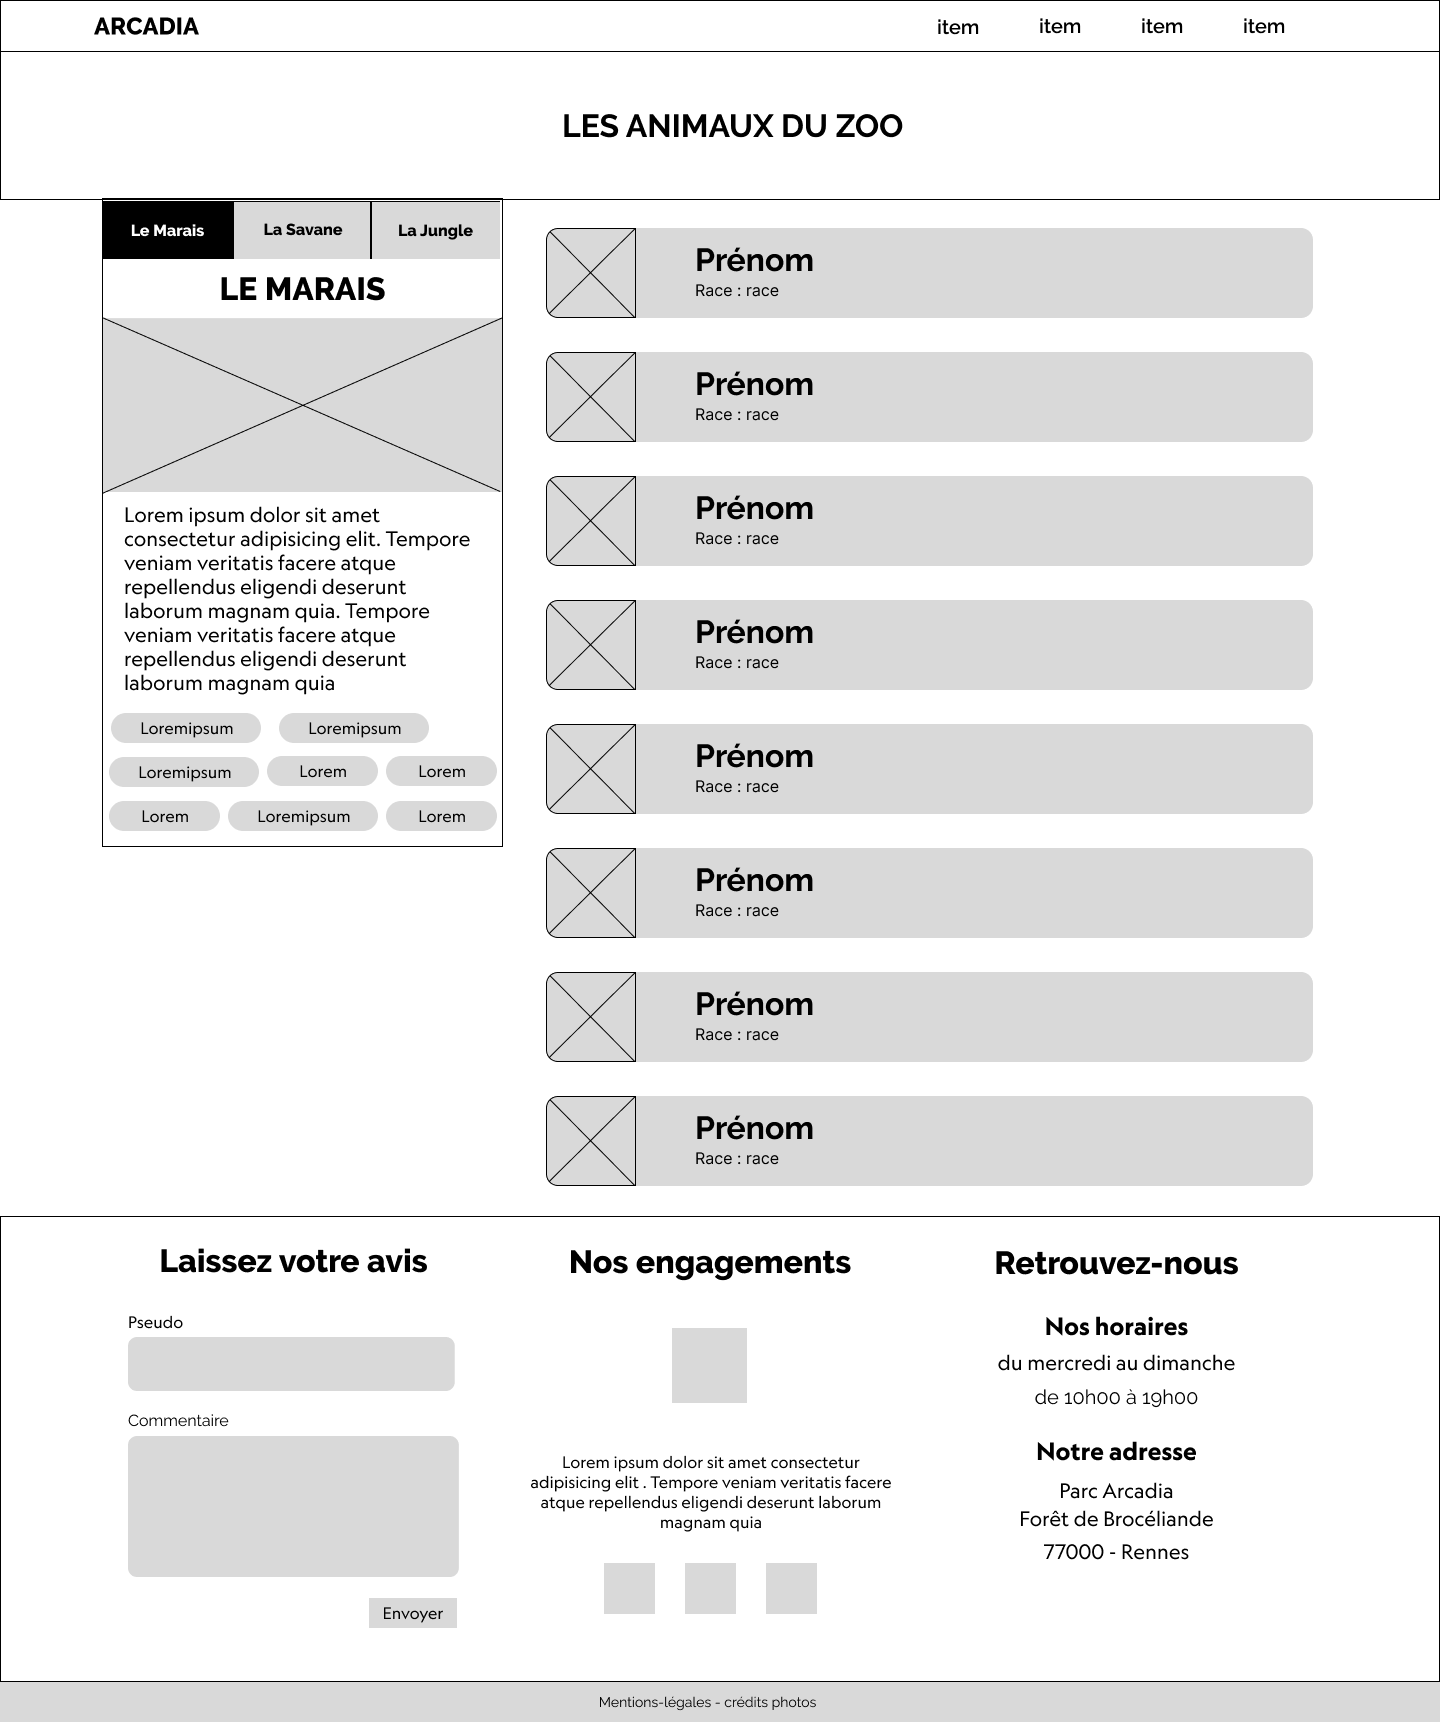 ARCADIA
item item item item
LES ANIMAUX DU ZOO
Le Marais La Savane La Jungle
LE MARAIS
Lorem ipsum dolor sit amet
consectetur adipisicing elit. Tempore
veniam veritatis facere atque
repellendus eligendi deserunt
laborum magnam quia. Tempore
veniam veritatis facere atque
repellendus eligendi deserunt
laborum magnam quia
Loremipsum Loremipsum
Loremipsum Lorem Lorem
Lorem Loremipsum Lorem
Prénom
Race : race
Prénom
Race : race
Prénom
Race : race
Prénom
Race : race
Prénom
Race : race
Prénom
Race : race
Prénom
Race : race
Prénom
Race : race
Laissez votre avis
Pseudo
Commentaire
Envoyer
Nos engagements
Lorem ipsum dolor sit amet consectetur
adipisicing elit . Tempore veniam veritatis facere
atque repellendus eligendi deserunt laborum
magnam quia
Retrouvez-nous
Nos horaires
du mercredi au dimanche
de 10h00 à 19h00
Notre adresse
Parc Arcadia
Forêt de Brocéliande
77000 - Rennes
Mentions-légales - crédits photos